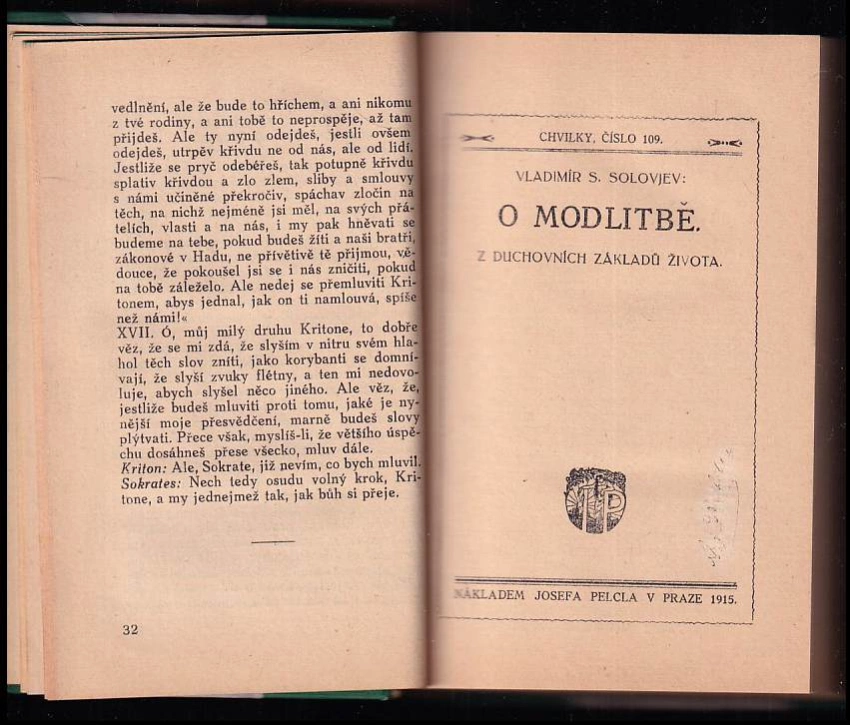 vedlnění, ale že bude to hříchem, a ani nikomu
z tvé rodiny, a ani tobě to neprospěje, až tam
přijdeš. Ale ty nyní odejdeš, jestli ovšem
odejdeš, utrpěv křivdu ne od nás, ale od lidí.
Jestliže se pryč odebéřeš, tak potupně křivdu
splativ křivdou a zlo zlem, sliby a smlouvy
s námi učiněné překročiv, spáchav zločin na
těch, na nichž nejméně jsi měl, na svých přá-
telích, vlasti a na nás, i my pak hněvati se
budeme na tebe, pokud budeš žíti a naši bratři,
zákonové v Hadu, ne přívětivě tě přijmou, vě-
douce, že pokoušel jsi se i nás zničiti, pokud
na tobě záleželo. Ale nedej se přemluviti Kri-
tonem, abys jednal, jak on ti namlouvá, spíše
než námi!«
XVII. Ó, můj milý druhu Kritone, to dobře
věz, že se mi zdá, že slyším v nitru svém hla-
hol těch slov zníti, jako korybanti se domní-
vají, že slyší zvuky flétny, a ten mi nedovo-
luje, abych slyšel něco jiného. Ale věz, že,
jestliže budeš mluviti proti tomu, jaké je ny-
nější moje přesvědčení, marně budeš slovy
plýtvati. Přece však, myslíš-li, že většího úspě-
chu dosáhneš přese všecko, mluv dále.
Kriton: Ale, Sokrate, již nevím, co bych mluvil.
Sokrates: Nech tedy osudu volný krok, Kri-
tone, a my jednejmež tak, jak bůh si přeje.
32
CHVILKY, ČÍSLO 109.
VLADIMÍR S. SOLOVJEV:
O MODLITBĚ.
Z DUCHOVNÍCH ZÁKLADŮ ŽIVOTA.
NÁKLADEM JOSEFA PELCLA V PRAZE 1915.